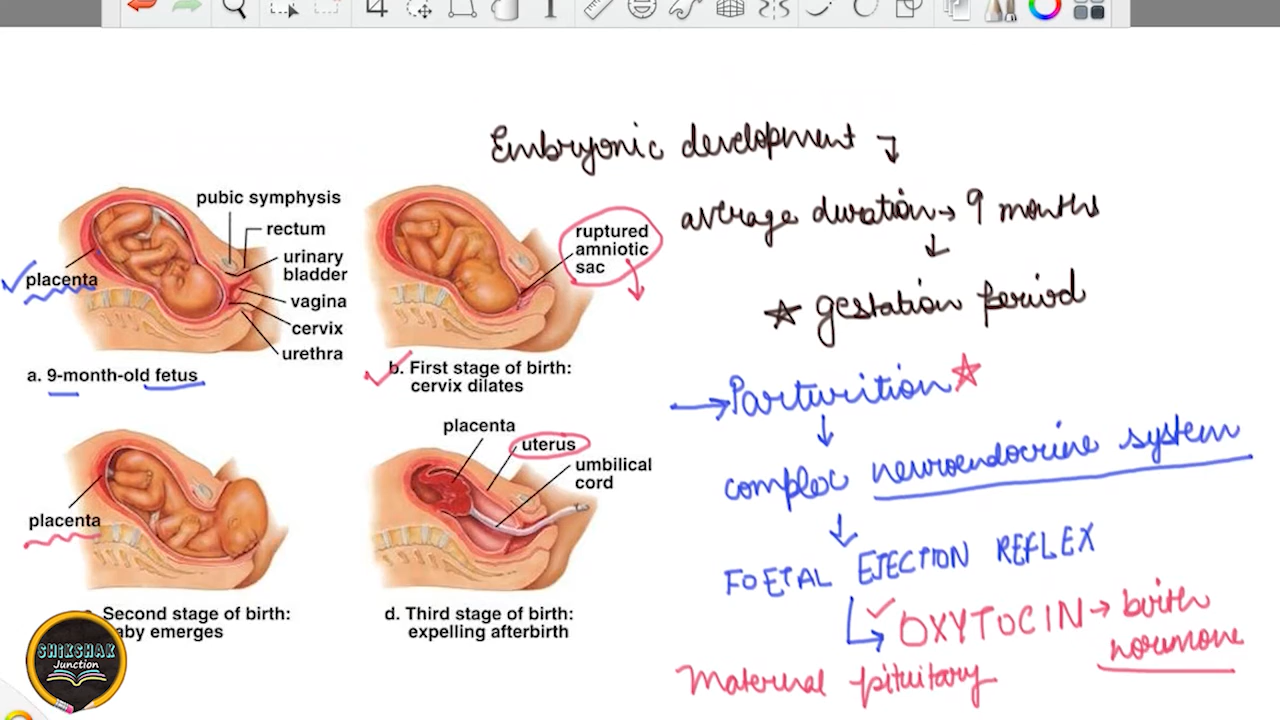 Embryonic development
average duration → 9 months
gestation period
Parturition
complex neuroendocrine system
FOETAL EJECTION REFLEX
OXYTOCIN → birth
hormone
Maternal pituitary
pubic symphysis
rectum
urinary
bladder
placenta
vagina
cervix
urethra
a. 9-month-old fetus
ruptured
amniotic
sac
b. First stage of birth:
cervix dilates
placenta
Second stage of birth:
aby emerges
placenta
uterus
umbilical
cord
d. Third stage of birth:
expelling afterbirth
SHiKSHAK
Junction